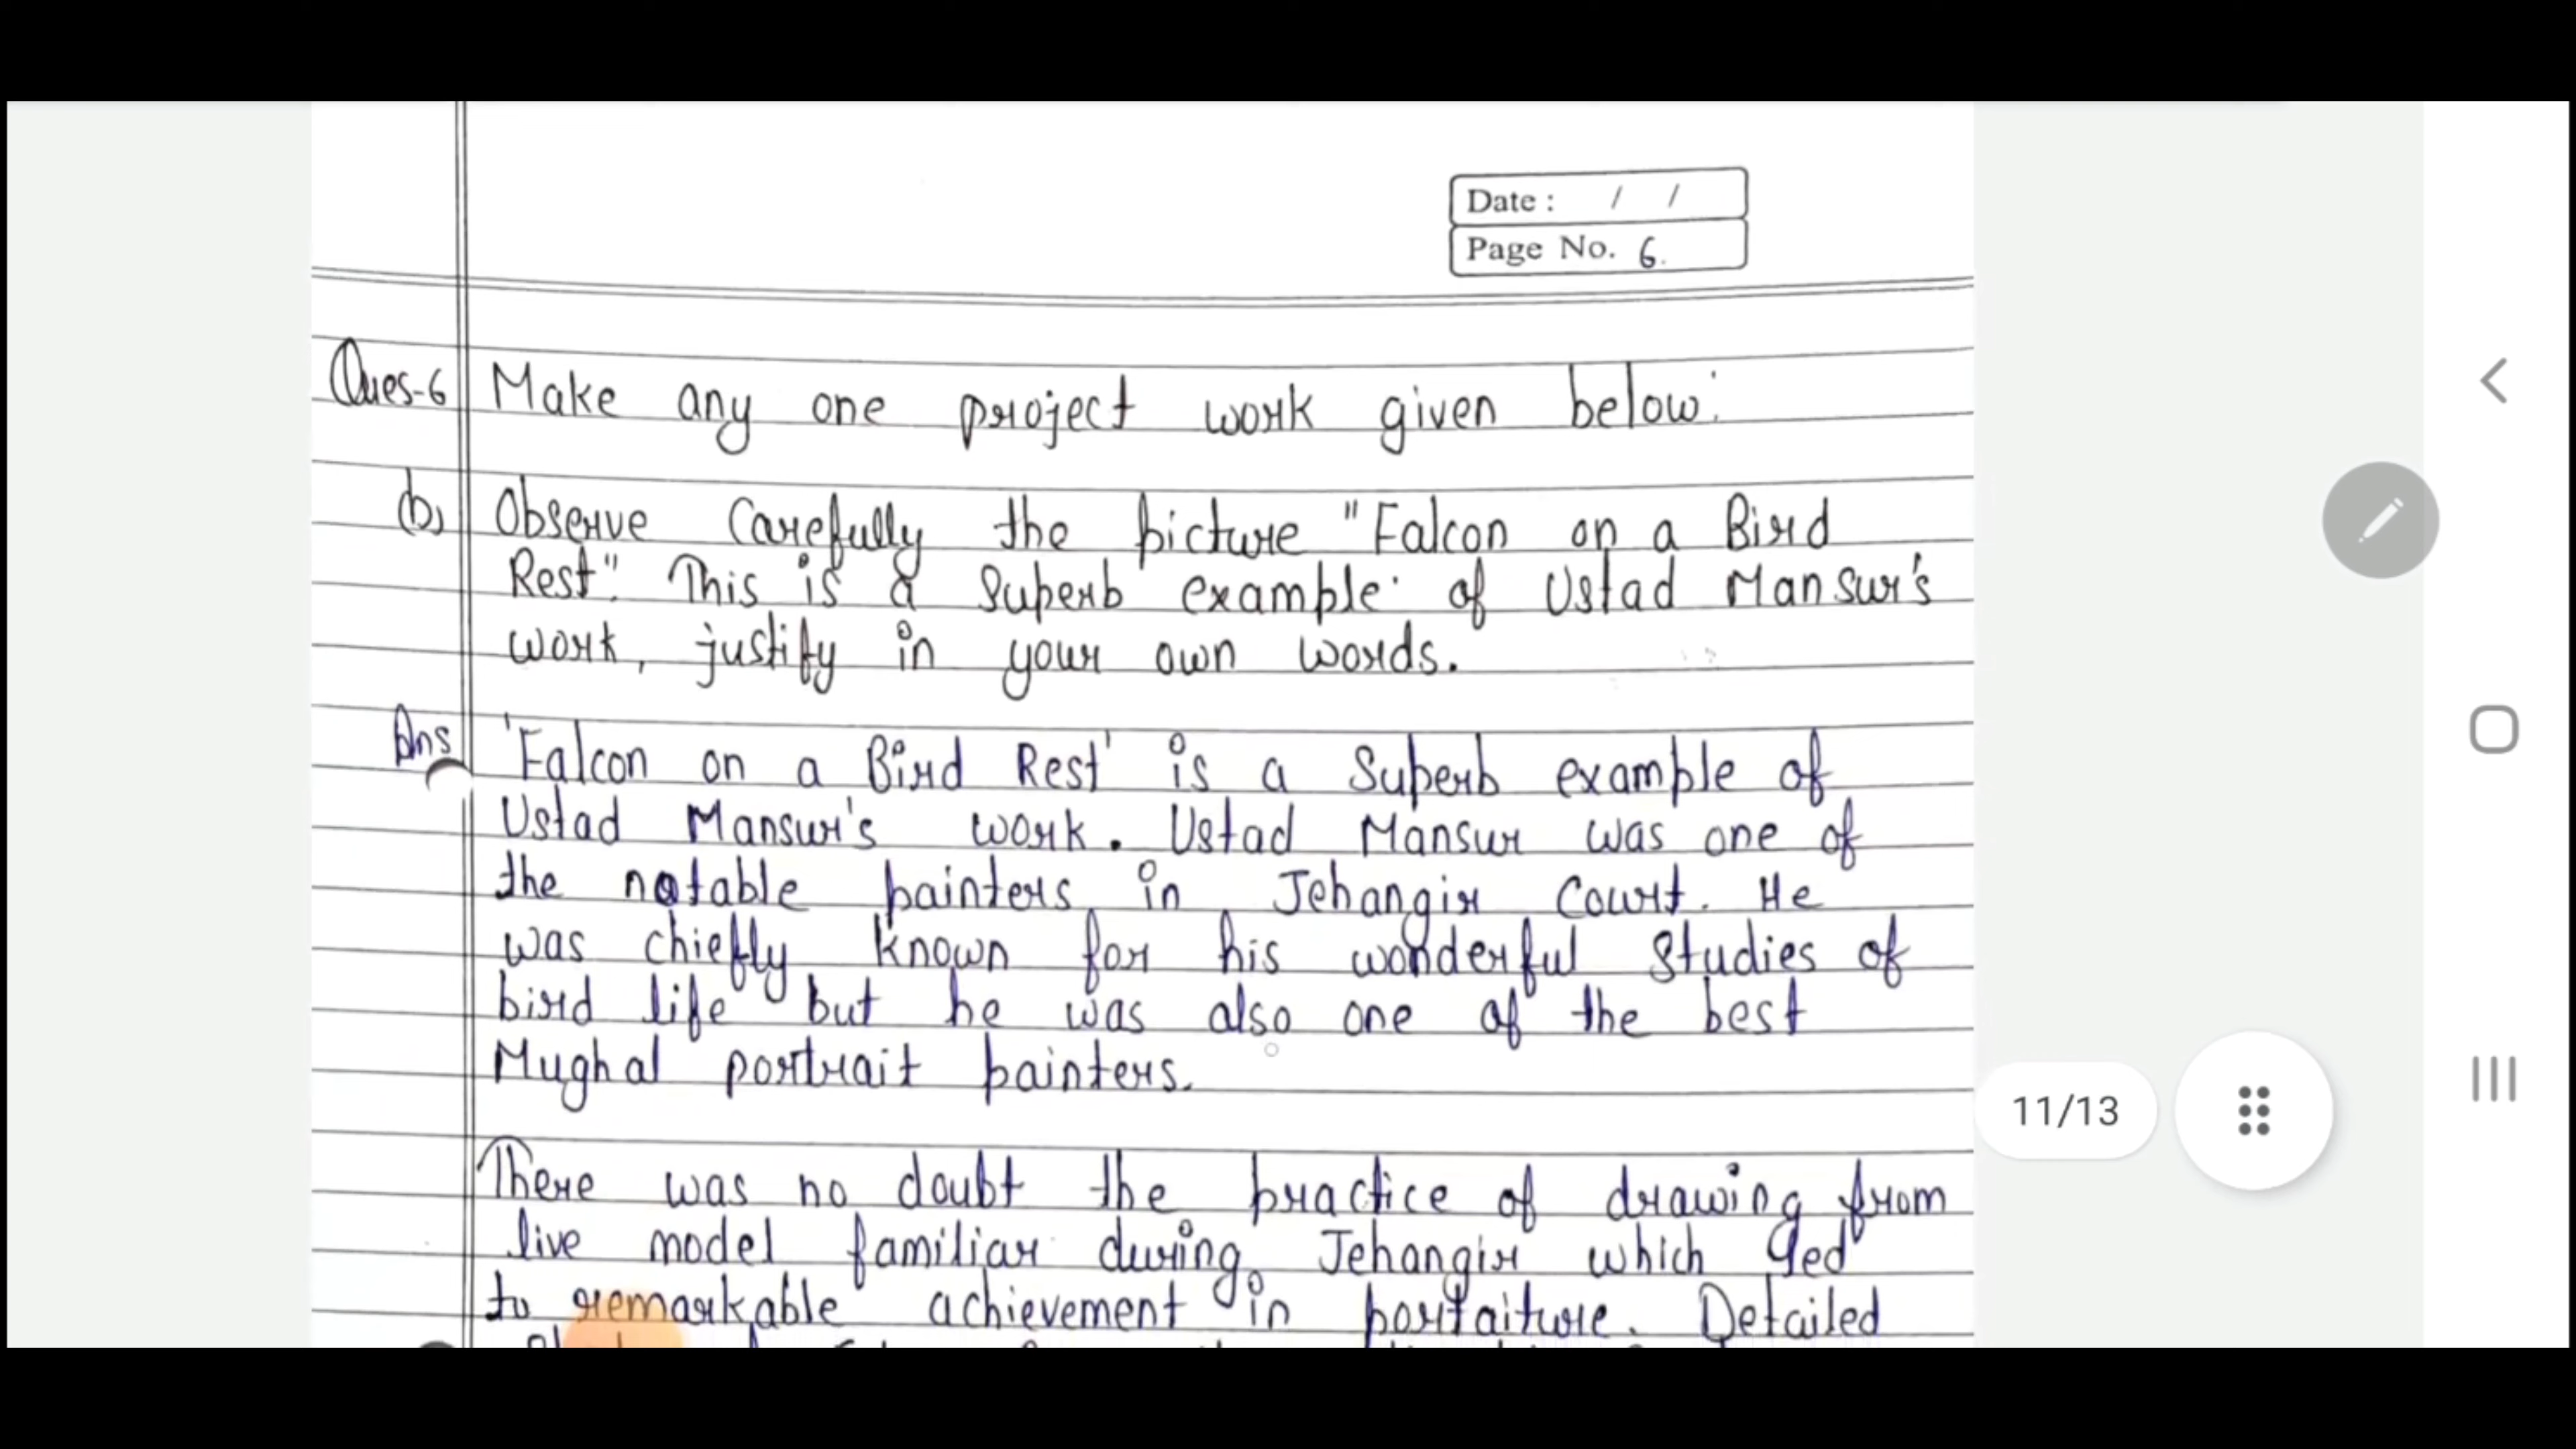 Date : / /
Page No. 6.
Ques-6 Make any one project work given below:
(b) Observe Carefully the picture "Falcon on a Bird
Rest". This is a Superb example of Ustad Mansur's
work, justify in your own words.
Ans 'Falcon on a Bird Rest' is a Superb example of
Ustad Mansur's work. Ustad Mansur was one of
the notable painters in Jehangir Court. He
was chiefly known for his wonderful Studies of
bird life but he was also one of the best
Mughal portrait painters.
There was no doubt the practice of drawing from
live model familiar during Jehangir which led
to remarkable achievement in portaiture. Detailed
11/13